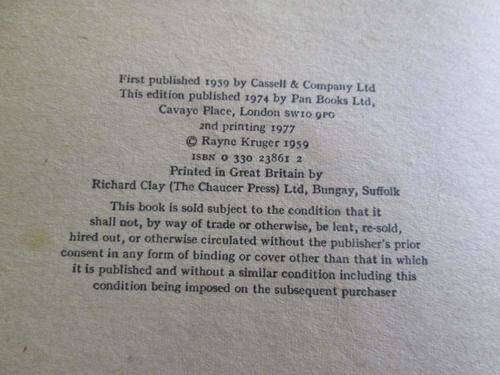 First published 1959 by Cassell & Company Ltd
This edition published 1974 by Pan Books Ltd,
Cavaye Place, London SW10 9PG
2nd printing 1977
© Rayne Kruger 1959
ISBN 0 330 23861 2
Printed in Great Britain by
Richard Clay (The Chaucer Press) Ltd, Bungay, Suffolk
This book is sold subject to the condition that it
shall not, by way of trade or otherwise, be lent, re-sold,
hired out, or otherwise circulated without the publisher's prior
consent in any form of binding or cover other than that in which
it is published and without a similar condition including this
condition being imposed on the subsequent purchaser